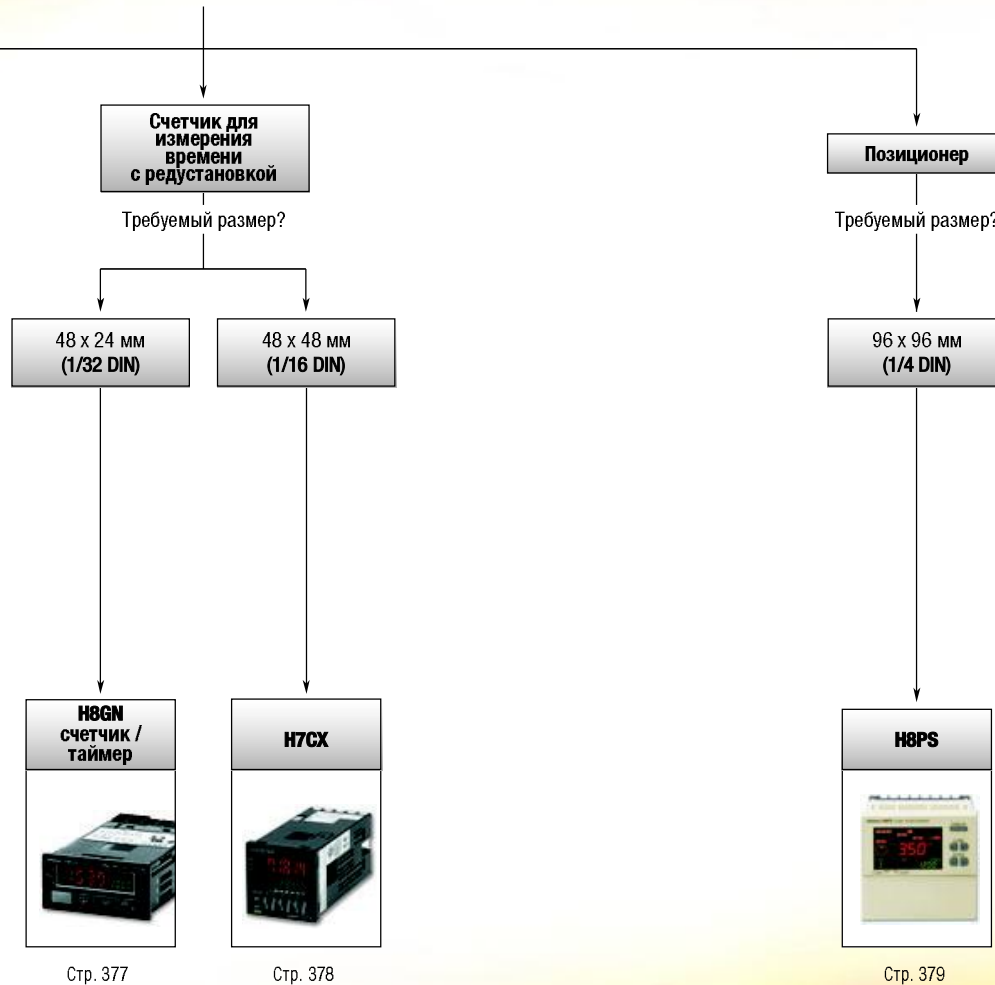 Счетчик для
измерения
времени
с редустановкой
Позиционер
Требуемый размер?
Требуемый размер?
48 x 24 мм
(1/32 DIN)
48 x 48 мм
(1/16 DIN)
96 x 96 мм
(1/4 DIN)
H8GN
счетчик /
таймер
H7CX
H8PS
350
Стр. 377
Стр. 378
Стр. 379